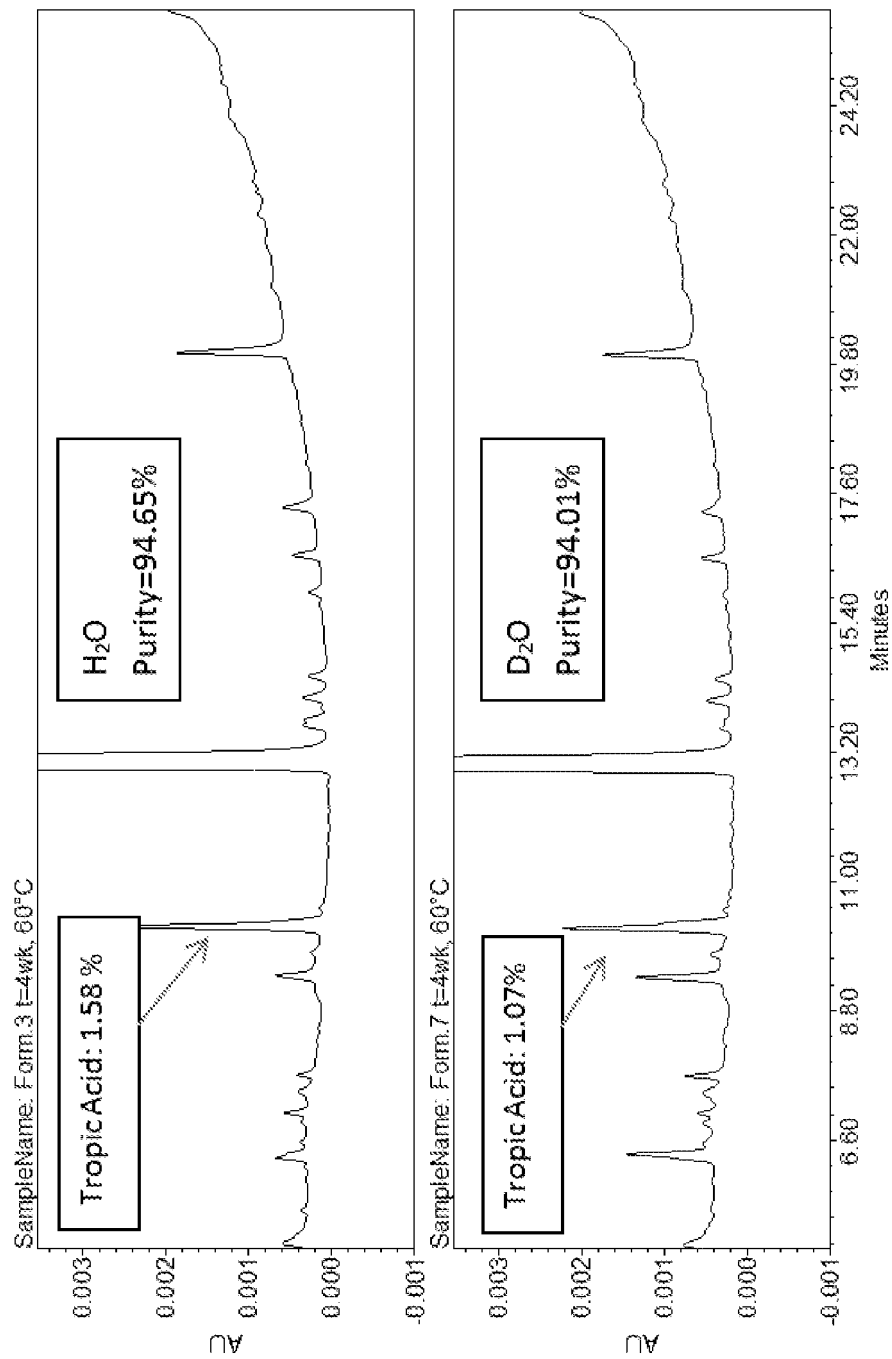 SampleName: Form.3 t=4wk, 60°C
Tropic Acid: 1.58 %
H₂O
Purity=94.65%
AU
0.003
0.002
0.001
0.000
-0.001
SampleName: Form.7 t=4wk, 60°C
Tropic Acid: 1.07%
D₂O
Purity=94.01%
AU
0.003
0.002
0.001
0.000
-0.001
6.60 8.80 11.00 13.20 15.40 17.60 19.80 22.00 24.20
Minutes